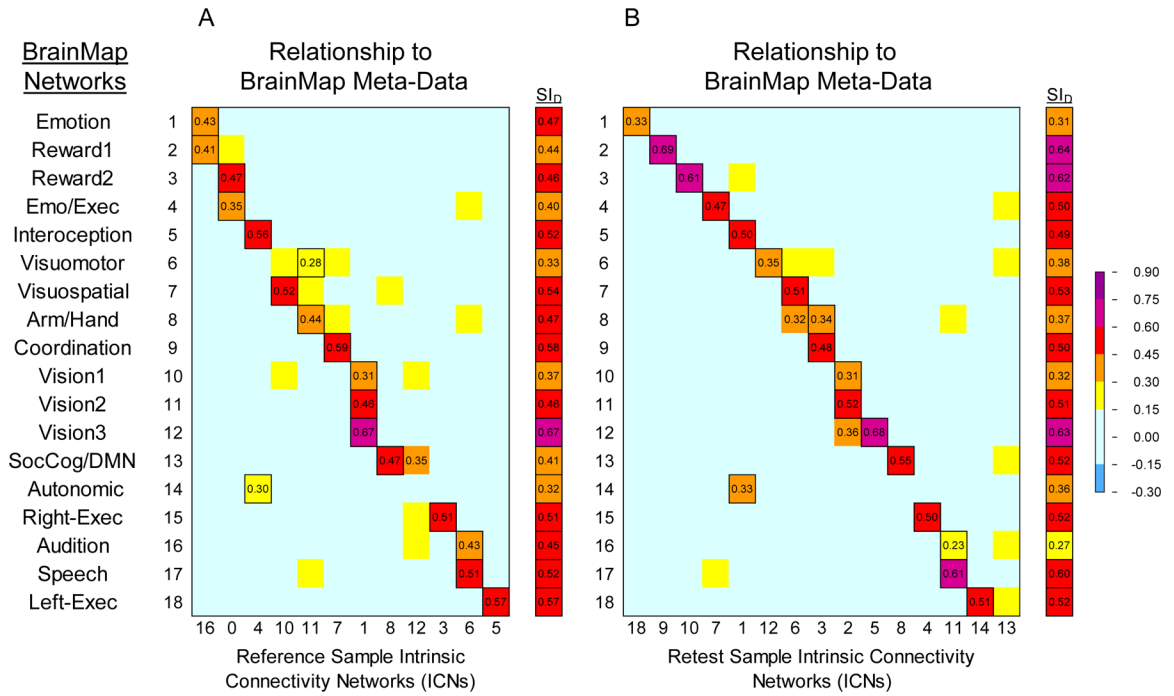 A
B
BrainMap
Networks
Relationship to
BrainMap Meta-Data
SID
Relationship to
BrainMap Meta-Data
SID
Emotion 1 0.43 0.47 1 0.33 0.31
Reward1 2 0.41 0.44 2 0.69 0.64
Reward2 3 0.47 0.46 3 0.61 0.62
Emo/Exec 4 0.35 0.40 4 0.47 0.50
Interoception 5 0.56 0.52 5 0.50 0.49
Visuomotor 6 0.28 0.33 6 0.35 0.38
Visuospatial 7 0.52 0.54 7 0.51 0.53
Arm/Hand 8 0.44 0.47 8 0.32 0.34 0.37
Coordination 9 0.59 0.58 9 0.48 0.50
Vision1 10 0.31 0.37 10 0.31 0.32
Vision2 11 0.46 0.46 11 0.52 0.51
Vision3 12 0.67 0.67 12 0.36 0.68 0.63
SocCog/DMN 13 0.47 0.35 0.41 13 0.55 0.52
Autonomic 14 0.30 0.32 14 0.33 0.36
Right-Exec 15 0.51 0.51 15 0.50 0.52
Audition 16 0.43 0.45 16 0.23 0.27
Speech 17 0.51 0.52 17 0.61 0.60
Left-Exec 18 0.57 0.57 18 0.51 0.52
0.90
0.75
0.60
0.45
0.30
0.15
0.00
-0.15
-0.30
16 0 4 10 11 7 1 8 12 3 6 5
18 9 10 7 1 12 6 3 2 5 8 4 11 14 13
Reference Sample Intrinsic
Connectivity Networks (ICNs)
Retest Sample Intrinsic Connectivity
Networks (ICNs)